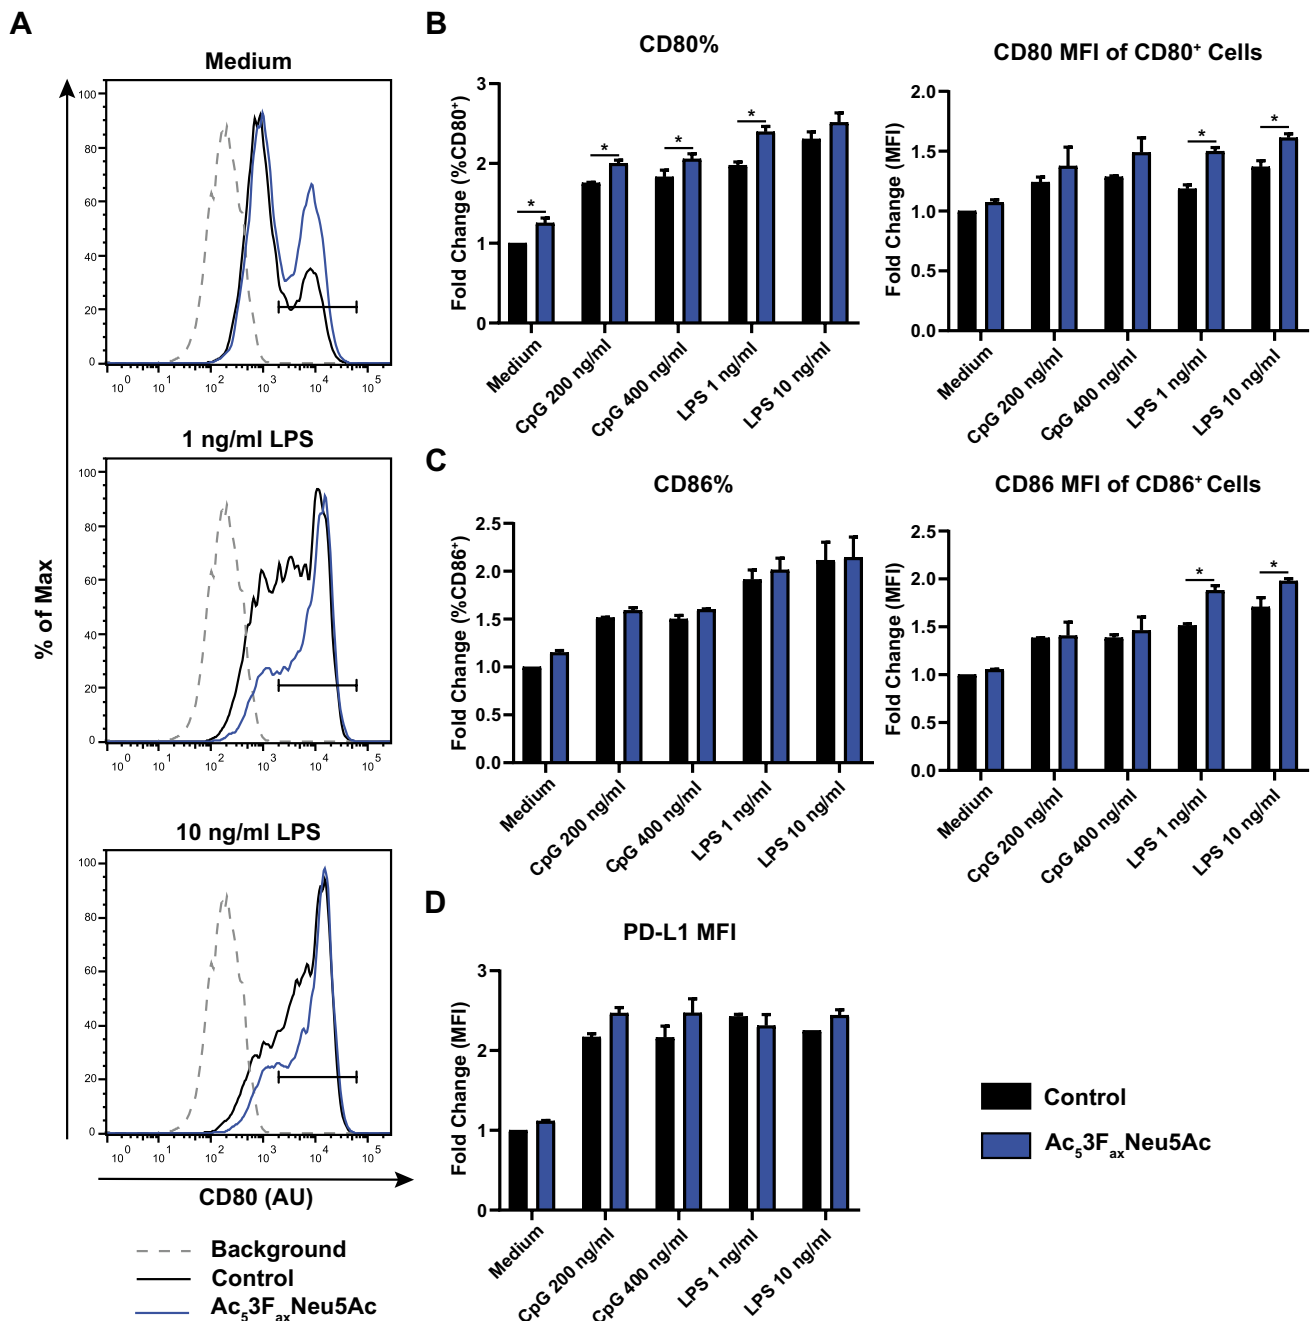 A
Medium
100
80
60
40
20
0
10^0 10^1 10^2 10^3 10^4 10^5
1 ng/ml LPS
100
80
60
40
20
0
10^0 10^1 10^2 10^3 10^4 10^5
10 ng/ml LPS
100
80
60
40
20
0
10^0 10^1 10^2 10^3 10^4 10^5
% of Max
CD80 (AU)
Background
Control
Ac₅3FₐₓNeu5Ac
B
CD80%
Fold Change (%CD80⁺)
3
2
1
0
Medium
CpG 200 ng/ml
CpG 400 ng/ml
LPS 1 ng/ml
LPS 10 ng/ml
* * * *
CD80 MFI of CD80⁺ Cells
Fold Change (MFI)
2.0
1.5
1.0
0.5
0.0
Medium
CpG 200 ng/ml
CpG 400 ng/ml
LPS 1 ng/ml
LPS 10 ng/ml
* *
C
CD86%
Fold Change (%CD86⁺)
2.5
2.0
1.5
1.0
0.5
0.0
Medium
CpG 200 ng/ml
CpG 400 ng/ml
LPS 1 ng/ml
LPS 10 ng/ml
CD86 MFI of CD86⁺ Cells
Fold Change (MFI)
2.5
2.0
1.5
1.0
0.5
0.0
Medium
CpG 200 ng/ml
CpG 400 ng/ml
LPS 1 ng/ml
LPS 10 ng/ml
* *
D
PD-L1 MFI
Fold Change (MFI)
3
2
1
0
Medium
CpG 200 ng/ml
CpG 400 ng/ml
LPS 1 ng/ml
LPS 10 ng/ml
Control
Ac₅3FₐₓNeu5Ac